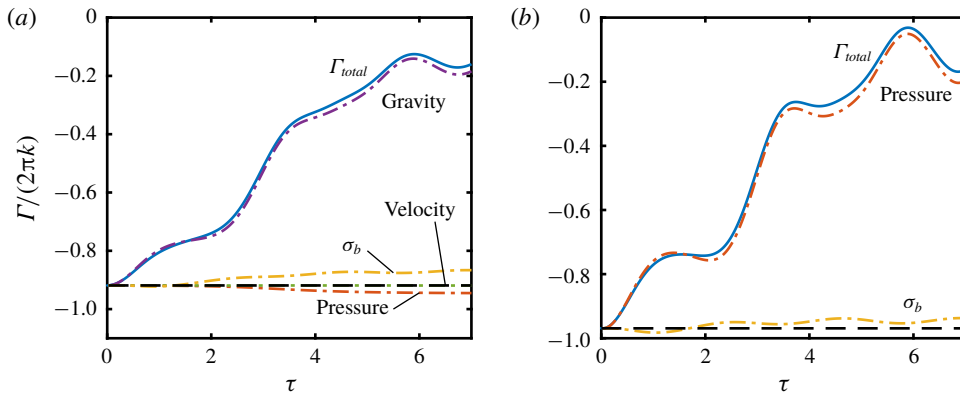 (a)
0
−0.2
−0.4
−0.6
−0.8
−1.0
Γ/(2πk)
Γtotal
Gravity
Velocity
σb
Pressure
0 2 4 6
τ
(b)
0
−0.2
−0.4
−0.6
−0.8
−1.0
Γtotal
Pressure
σb
0 2 4 6
τ